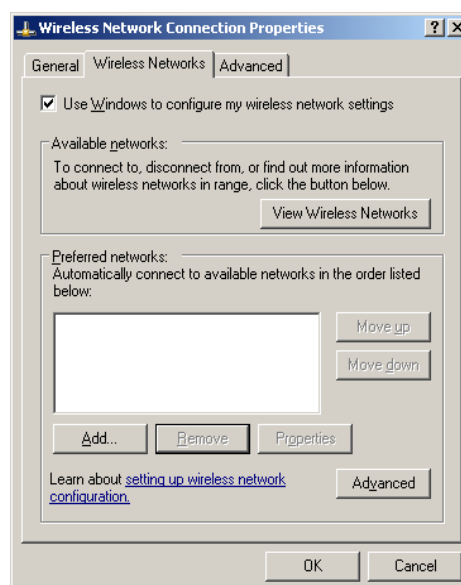 Wireless Network Connection Properties
General Wireless Networks Advanced
Use Windows to configure my wireless network settings
Available networks:
To connect to, disconnect from, or find out more information
about wireless networks in range, click the button below.
View Wireless Networks
Preferred networks:
Automatically connect to available networks in the order listed
below:
Move up
Move down
Add... Remove Properties
Learn about setting up wireless network
configuration.
Advanced
OK Cancel